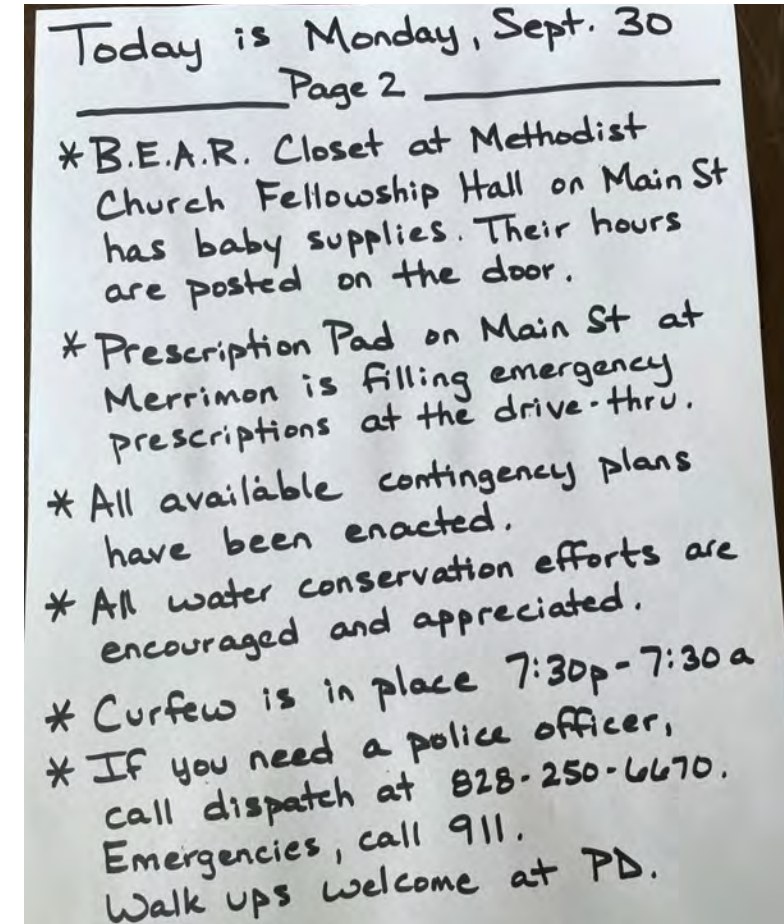 Today is Monday, Sept. 30
Page 2
* B.E.A.R. Closet at Methodist
Church Fellowship Hall on Main St
has baby supplies. Their hours
are posted on the door.
* Prescription Pad on Main St at
Merrimon is filling emergency
prescriptions at the drive-thru.
* All available contingency plans
have been enacted.
* All water conservation efforts are
encouraged and appreciated.
* Curfew is in place 7:30p-7:30a
* If you need a police officer,
call dispatch at 828-250-6670.
Emergencies, call 911.
Walk ups welcome at PD.